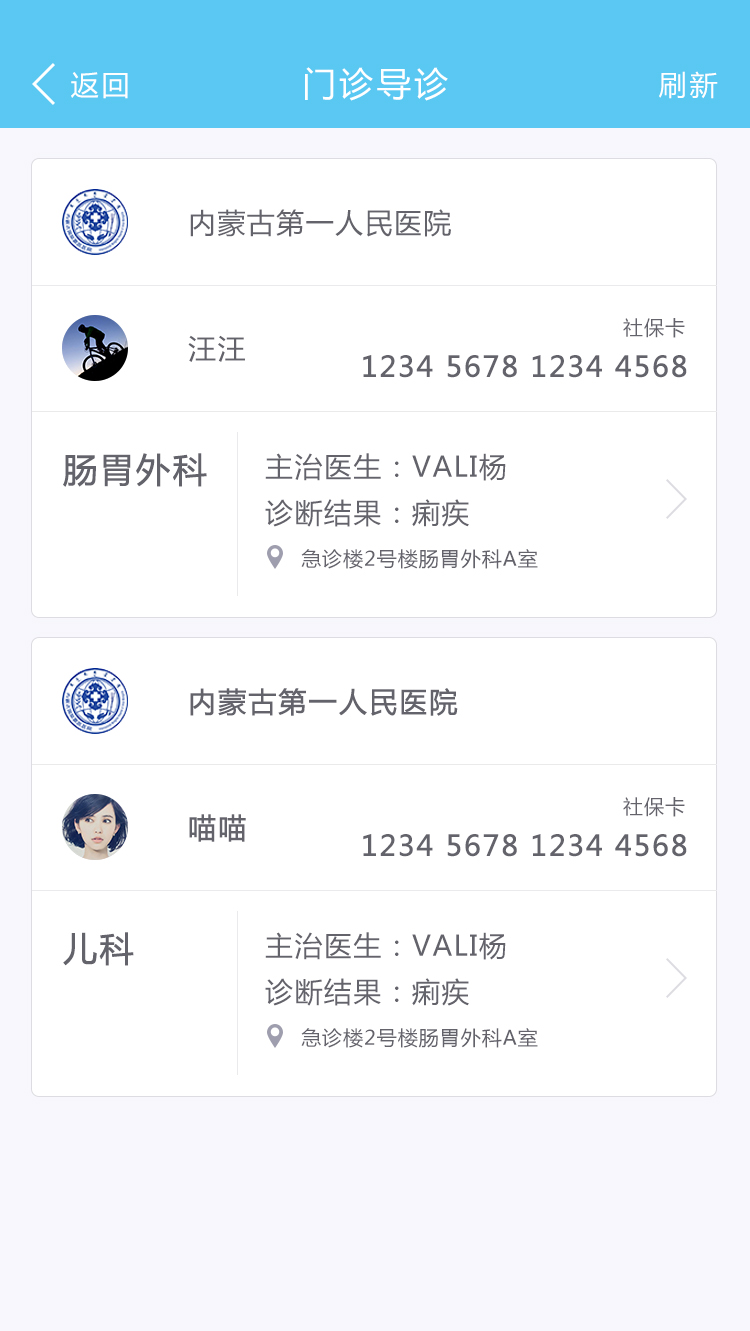 返回
门诊导诊
刷新
内蒙古第一人民医院
汪汪
社保卡
1234 5678 1234 4568
肠胃外科
主治医生：VALI杨
诊断结果：痢疾
急诊楼2号楼肠胃外科A室
内蒙古第一人民医院
喵喵
社保卡
1234 5678 1234 4568
儿科
主治医生：VALI杨
诊断结果：痢疾
急诊楼2号楼肠胃外科A室